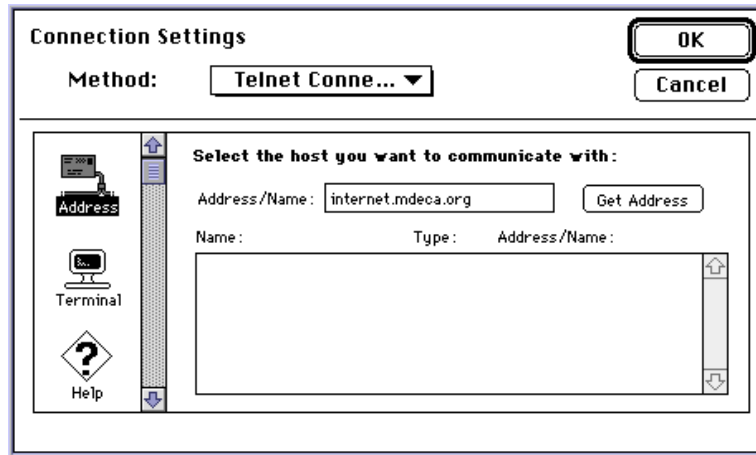 Connection Settings
OK
Method: Telnet Conne...
Cancel
Select the host you want to communicate with:
Address
Address/Name: internet.mdeca.org Get Address
Name: Type: Address/Name:
Terminal
Help